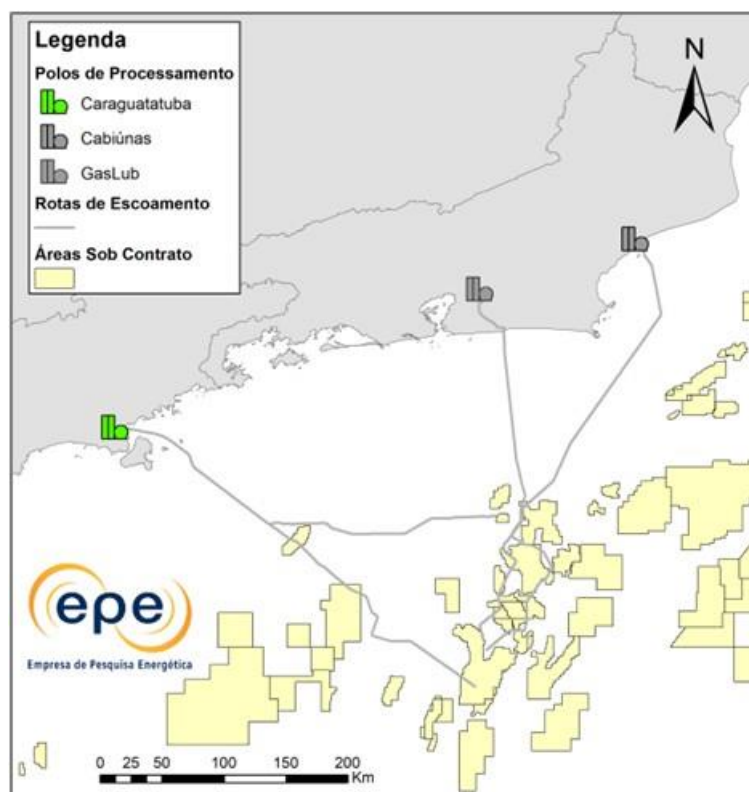 Legenda
Polos de Processamento
Caraguatatuba
Cabiúnas
GasLub
Rotas de Escoamento
Áreas Sob Contrato
N
epe
Empresa de Pesquisa Energética
0 25 50 100 150 200
Km